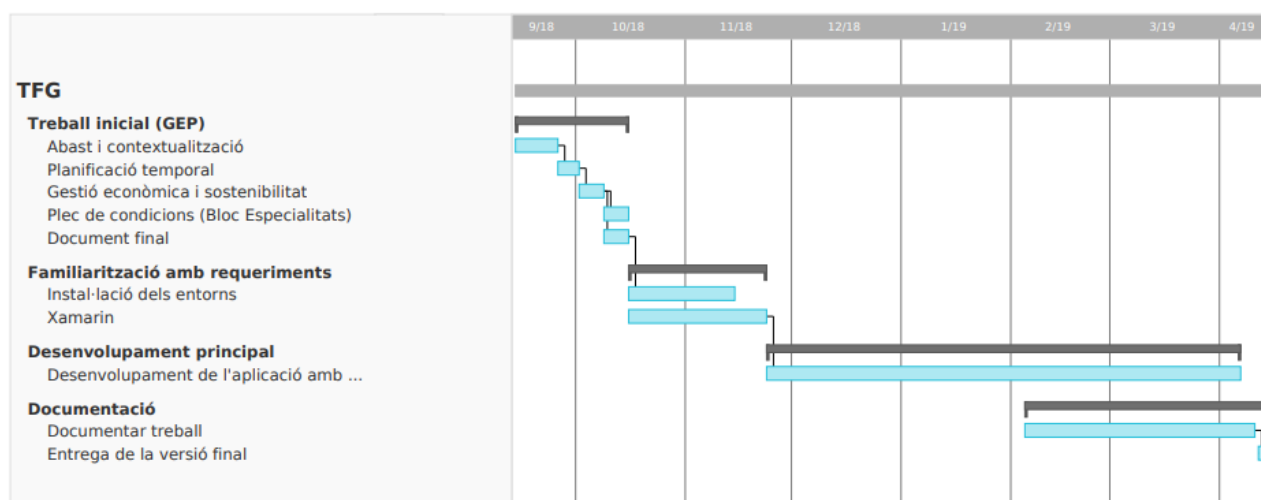 9/18 10/18 11/18 12/18 1/19 2/19 3/19 4/19
TFG
Treball inicial (GEP)
Abast i contextualització
Planificació temporal
Gestió econòmica i sostenibilitat
Plec de condicions (Bloc Especialitats)
Document final
Familiarització amb requeriments
Instal·lació dels entorns
Xamarin
Desenvolupament principal
Desenvolupament de l'aplicació amb ...
Documentació
Documentar treball
Entrega de la versió final